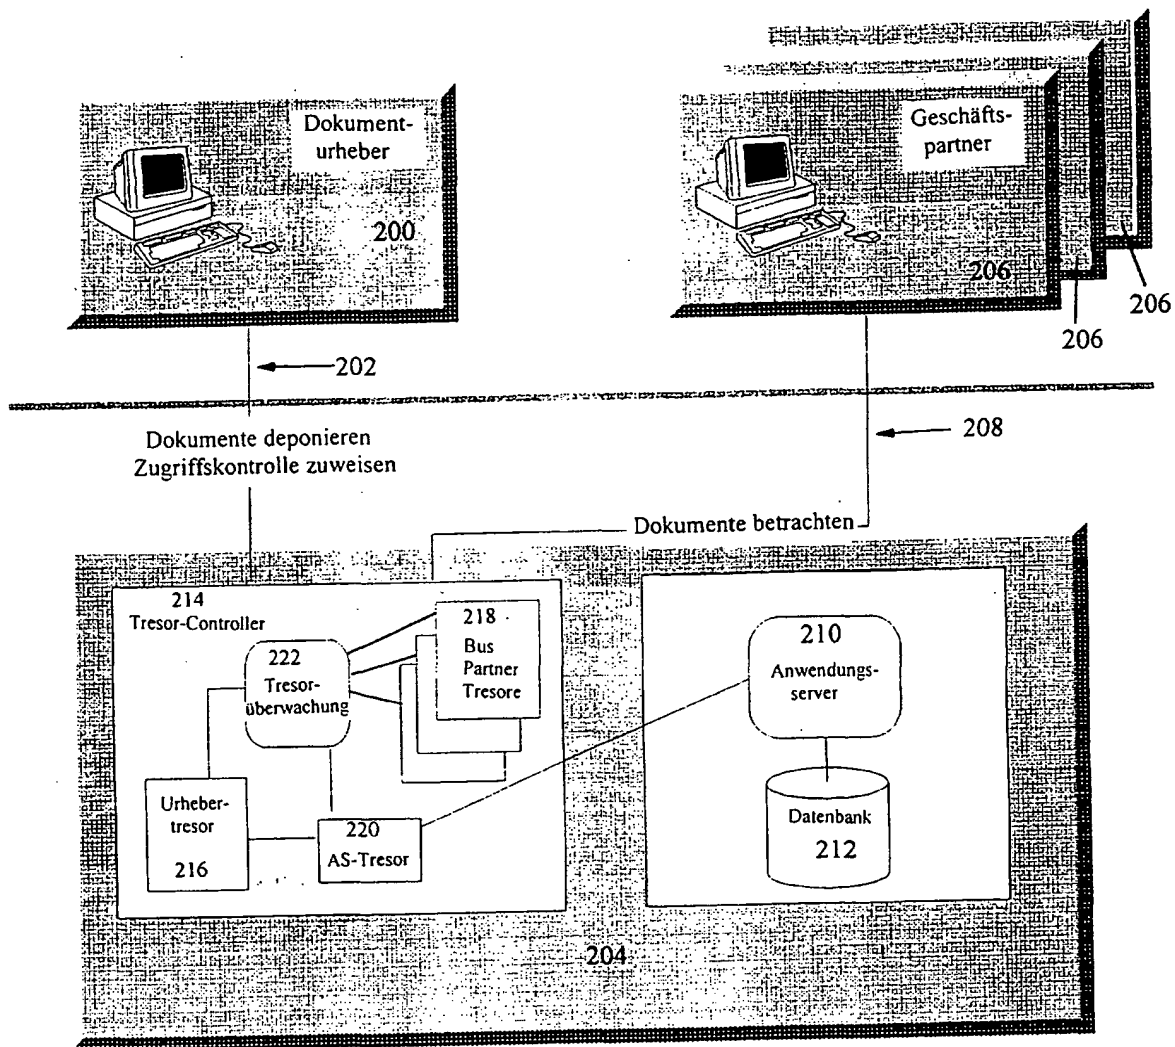 Dokument-
urheber
200
Geschäfts-
partner
206
206
206
202
208
Dokumente deponieren
Zugriffskontrolle zuweisen
Dokumente betrachten
214
Tresor-Controller
222
Tresor-
überwachung
218
Bus
Partner
Tresore
Urheber-
tresor
216
220
AS-Tresor
210
Anwendungs-
server
Datenbank
212
204